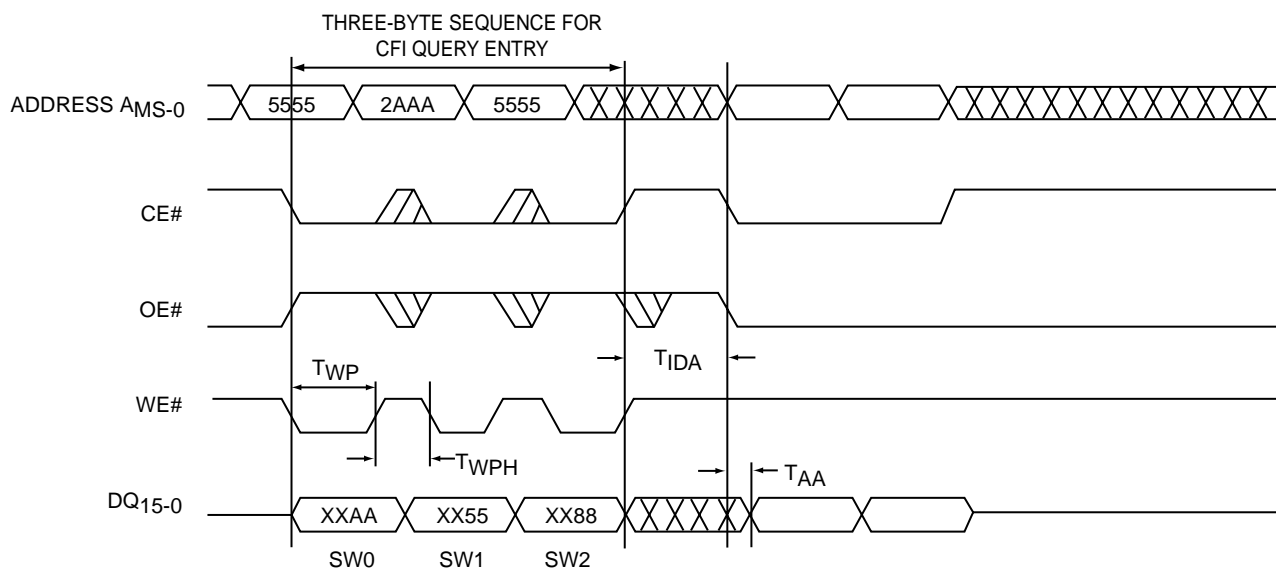 THREE-BYTE SEQUENCE FOR
CFI QUERY ENTRY
ADDRESS AMS-0
5555 2AAA 5555
CE#
OE#
TIDA
TWP
WE#
TWPH
TAA
DQ15-0
XXAA XX55 XX88
SW0 SW1 SW2